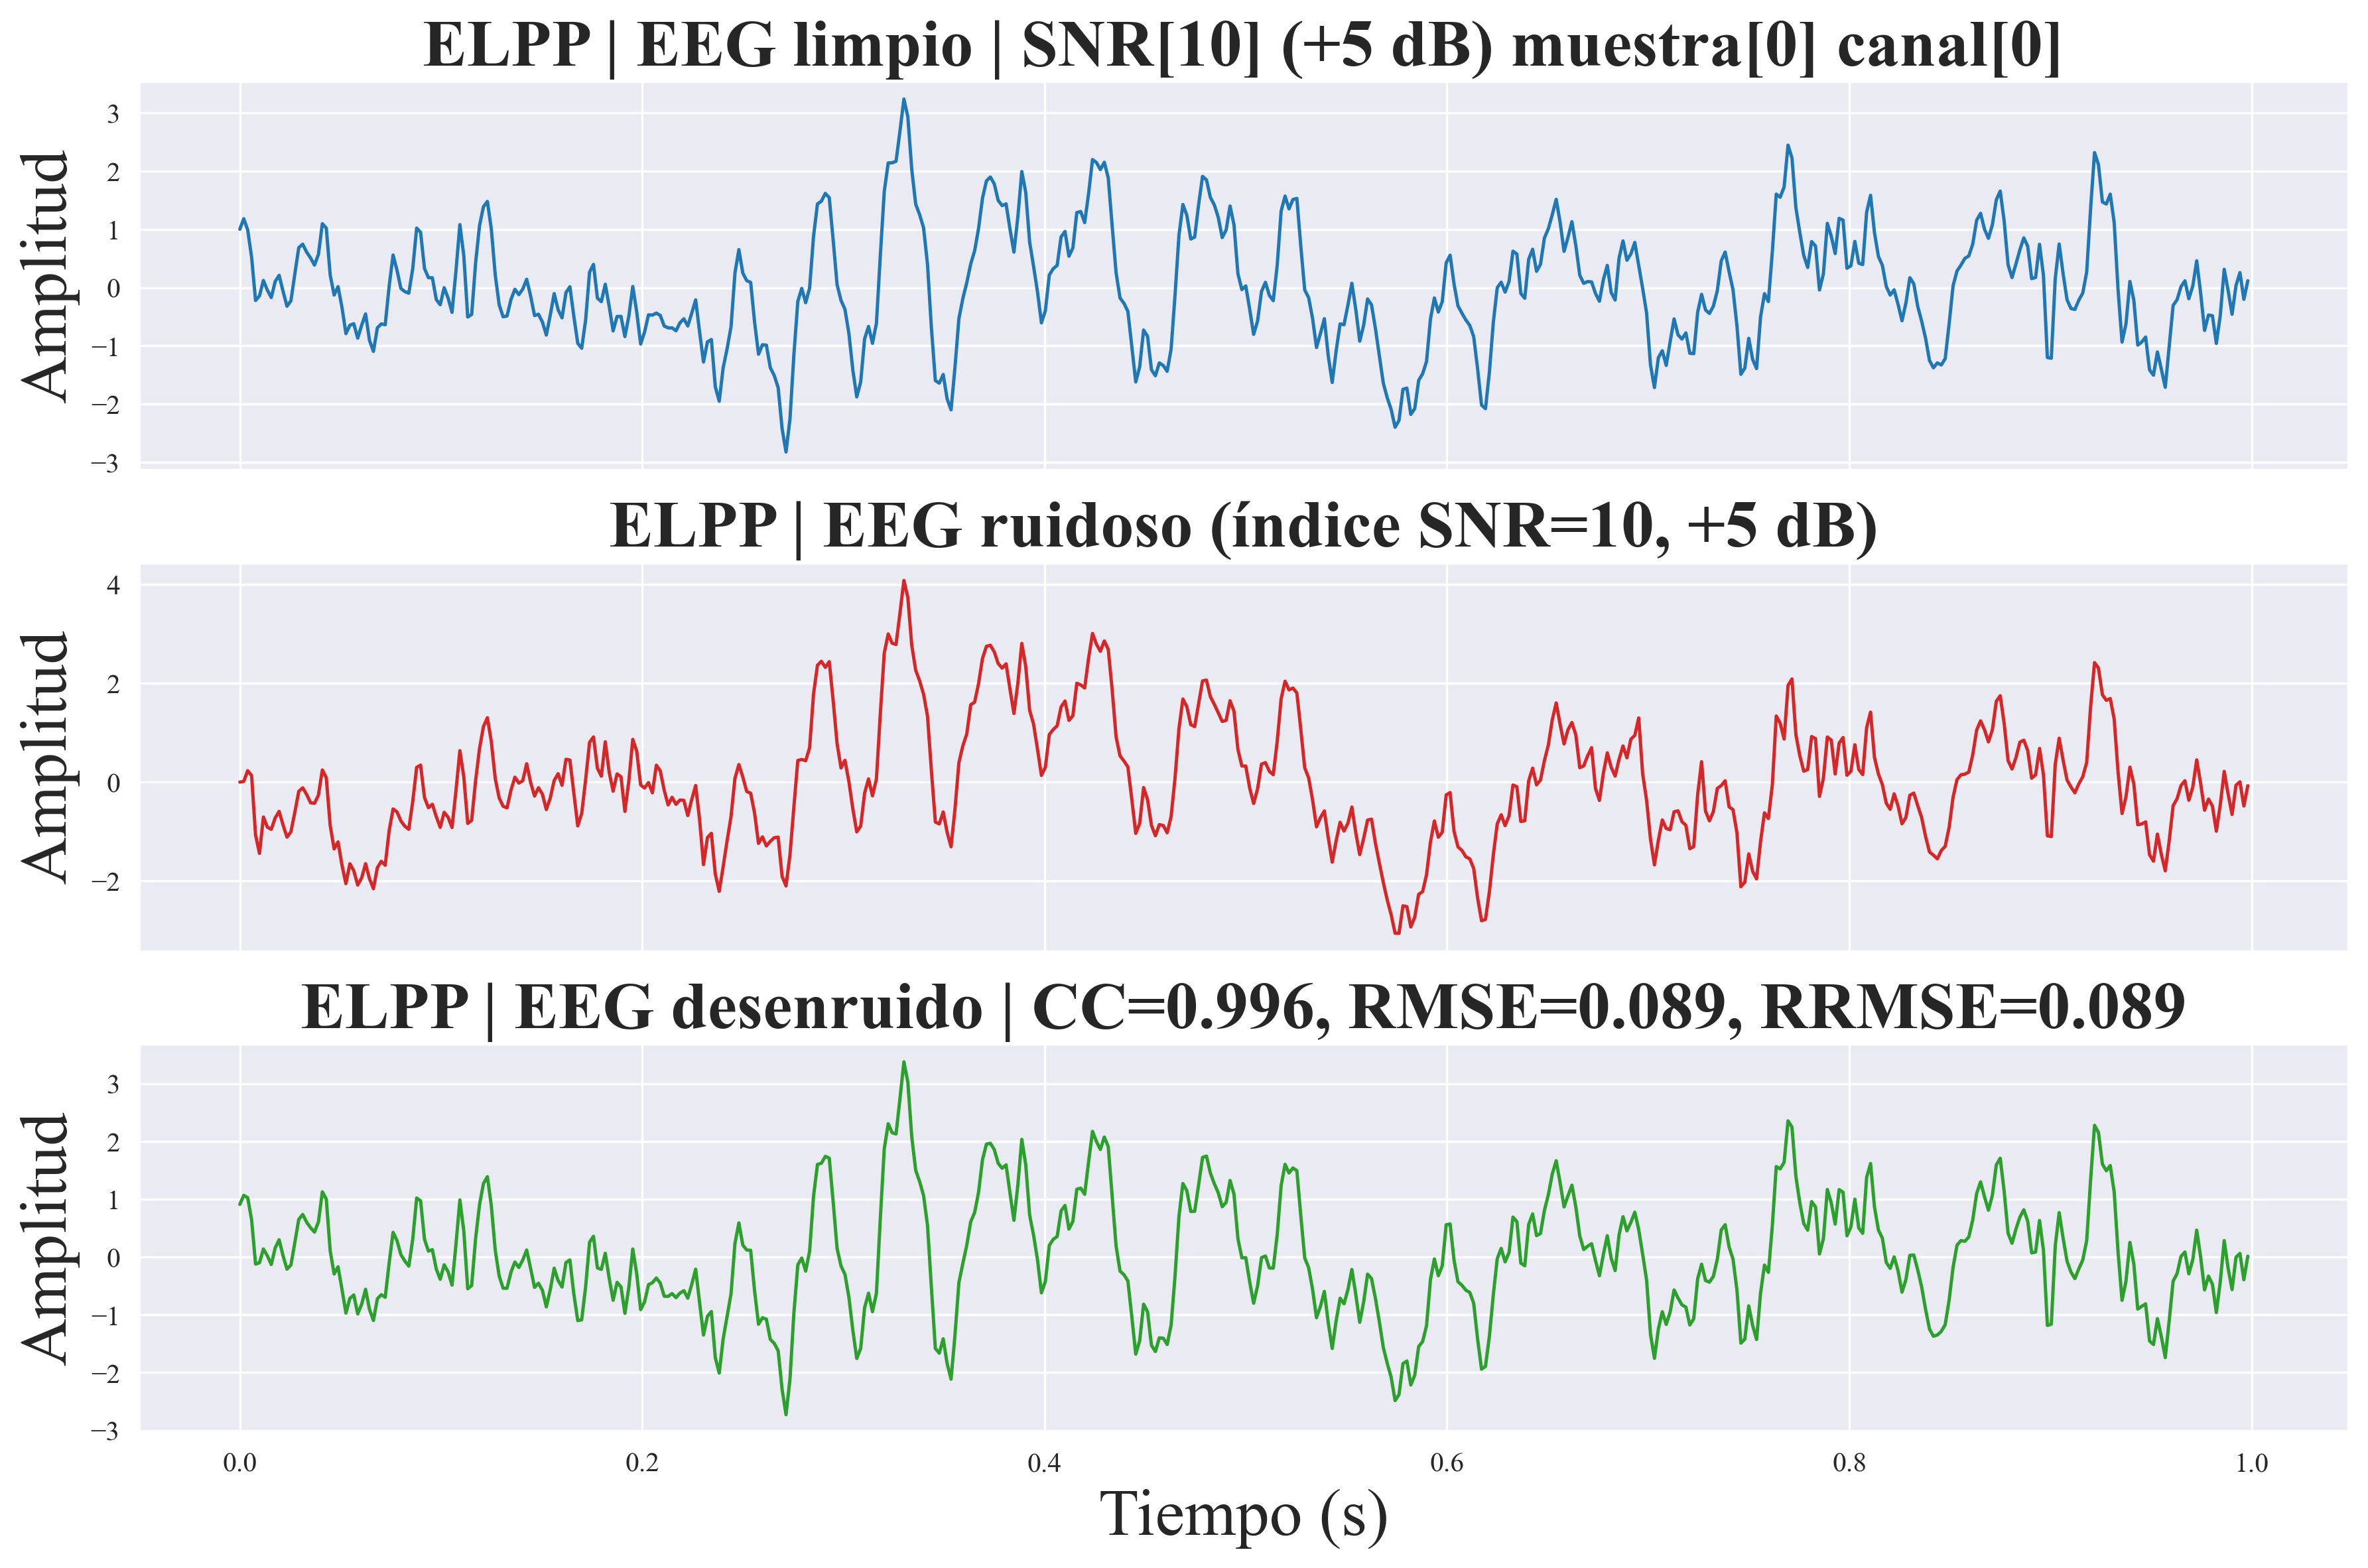 ELPP | EEG limpio | SNR[10] (+5 dB) muestra[0] canal[0]
Amplitud
3
2
1
0
−1
−2
−3
ELPP | EEG ruidoso (índice SNR=10, +5 dB)
Amplitud
4
2
0
−2
ELPP | EEG desenruido | CC=0.996, RMSE=0.089, RRMSE=0.089
Amplitud
3
2
1
0
−1
−2
−3
0.0 0.2 0.4 0.6 0.8 1.0
Tiempo (s)